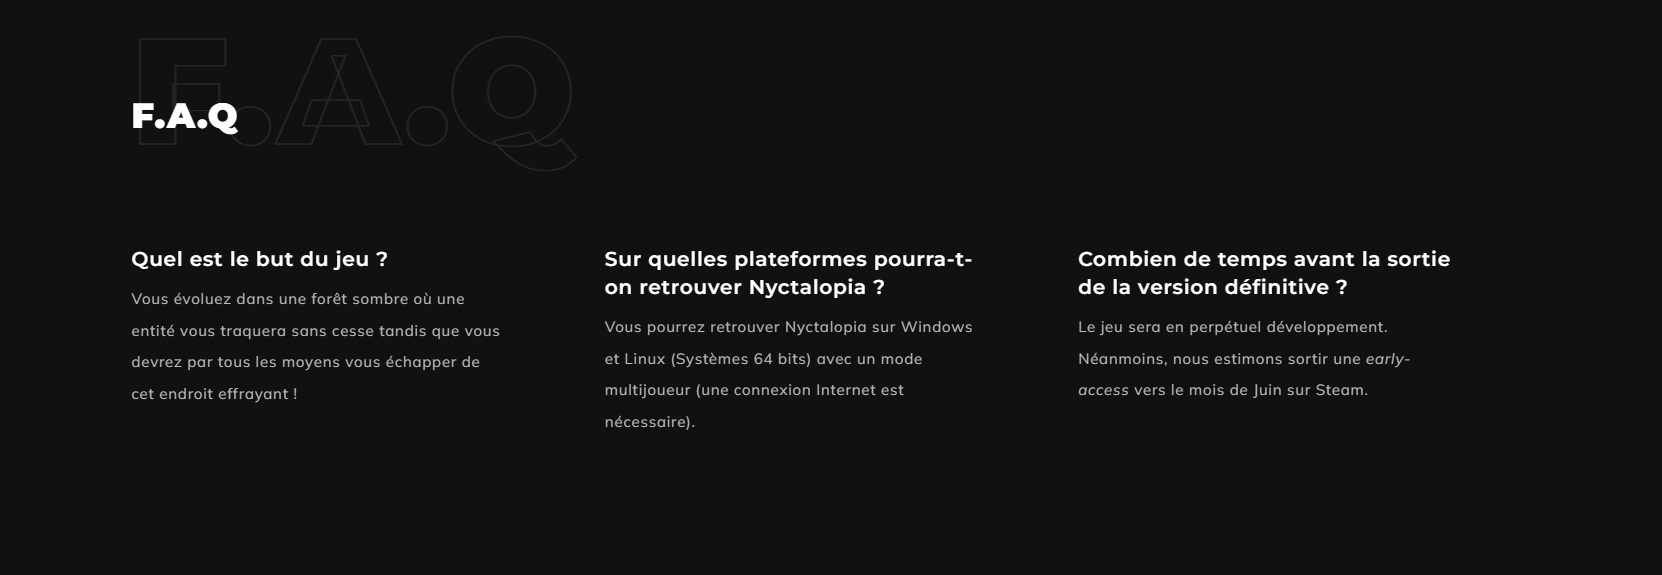 F.A.Q
F.A.Q
Quel est le but du jeu ?
Vous évoluez dans une forêt sombre où une
entité vous traquera sans cesse tandis que vous
devrez par tous les moyens vous échapper de
cet endroit effrayant !
Sur quelles plateformes pourra-t-
on retrouver Nyctalopia ?
Vous pourrez retrouver Nyctalopia sur Windows
et Linux (Systèmes 64 bits) avec un mode
multijoueur (une connexion Internet est
nécessaire).
Combien de temps avant la sortie
de la version définitive ?
Le jeu sera en perpétuel développement.
Néanmoins, nous estimons sortir une early-
access vers le mois de Juin sur Steam.